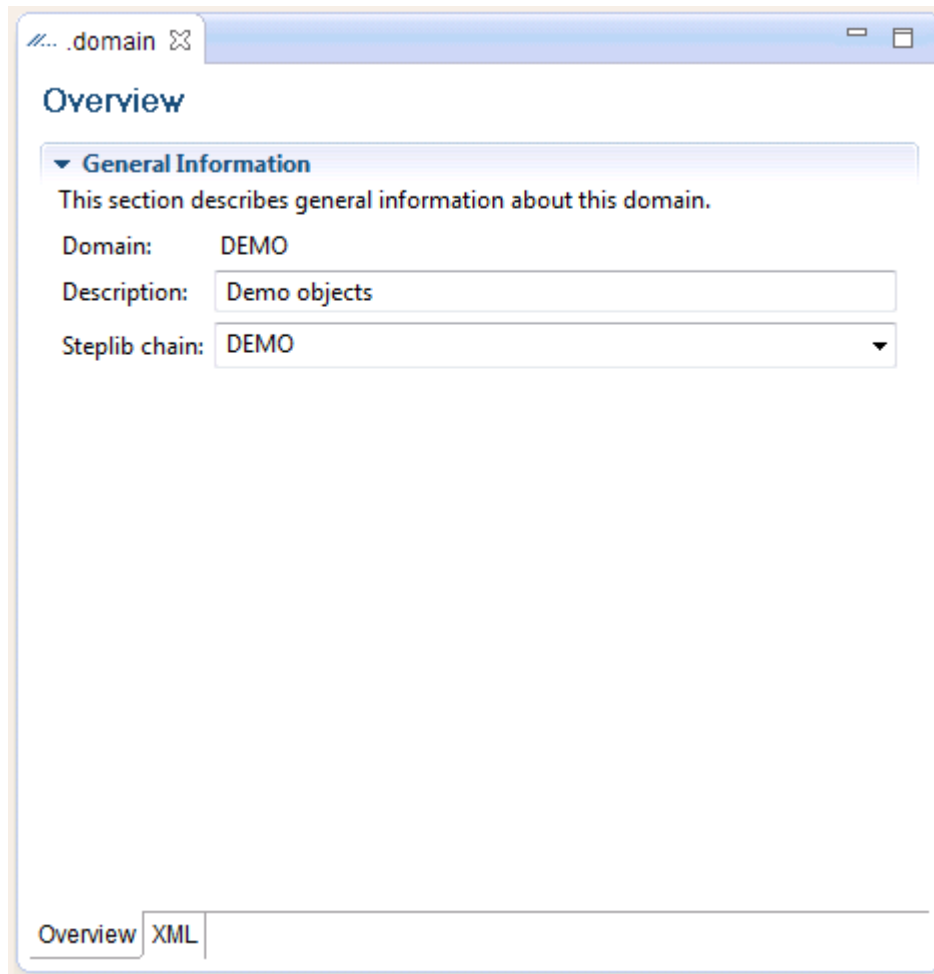 //... .domain
Overview
General Information
This section describes general information about this domain.
Domain: DEMO
Description: Demo objects
Steplib chain: DEMO
Overview XML